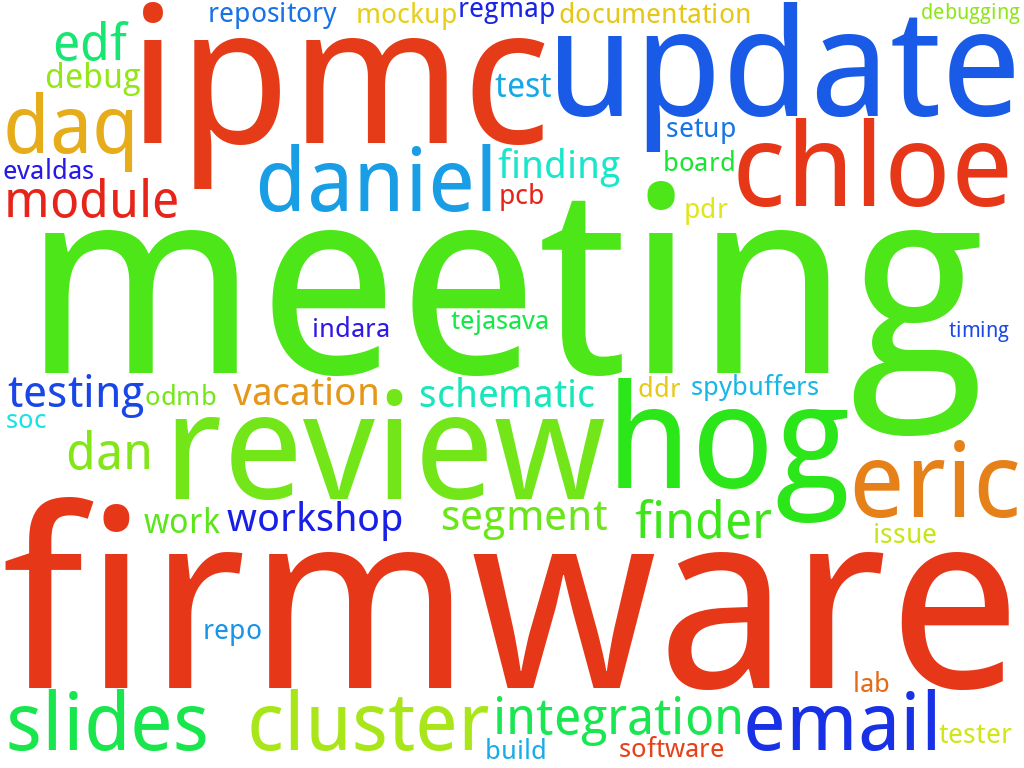 repository
mockup
regmap
documentation
debugging
edf
ipmc
update
debug
test
daq
setup
evaldas
daniel
finding
board
chloe
module
pcb
pdr
meeting
indara
tejasava
timing
testing
odmb
vacation
schematic
ddr
spybuffers
soc
dan
review
hog
eric
work
workshop
segment
finder
issue
firmware
repo
lab
slides
cluster
integration
email
build
software
tester